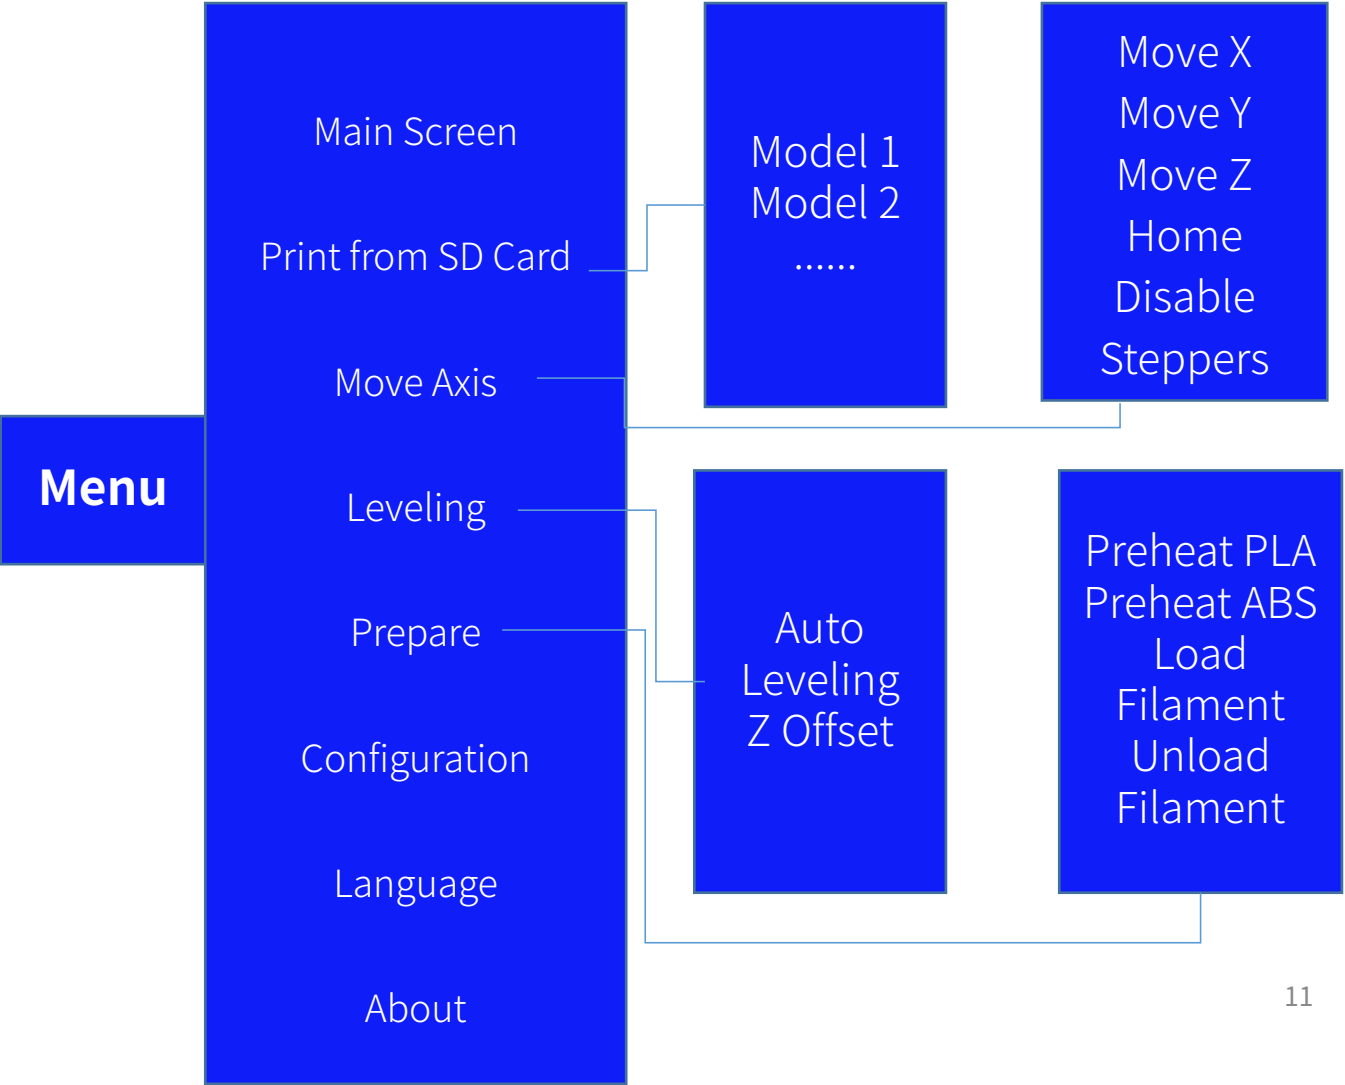 Menu
Main Screen
Print from SD Card
Move Axis
Leveling
Prepare
Configuration
Language
About
Model 1
Model 2
......
Move X
Move Y
Move Z
Home
Disable
Steppers
Auto
Leveling
Z Offset
Preheat PLA
Preheat ABS
Load
Filament
Unload
Filament
11